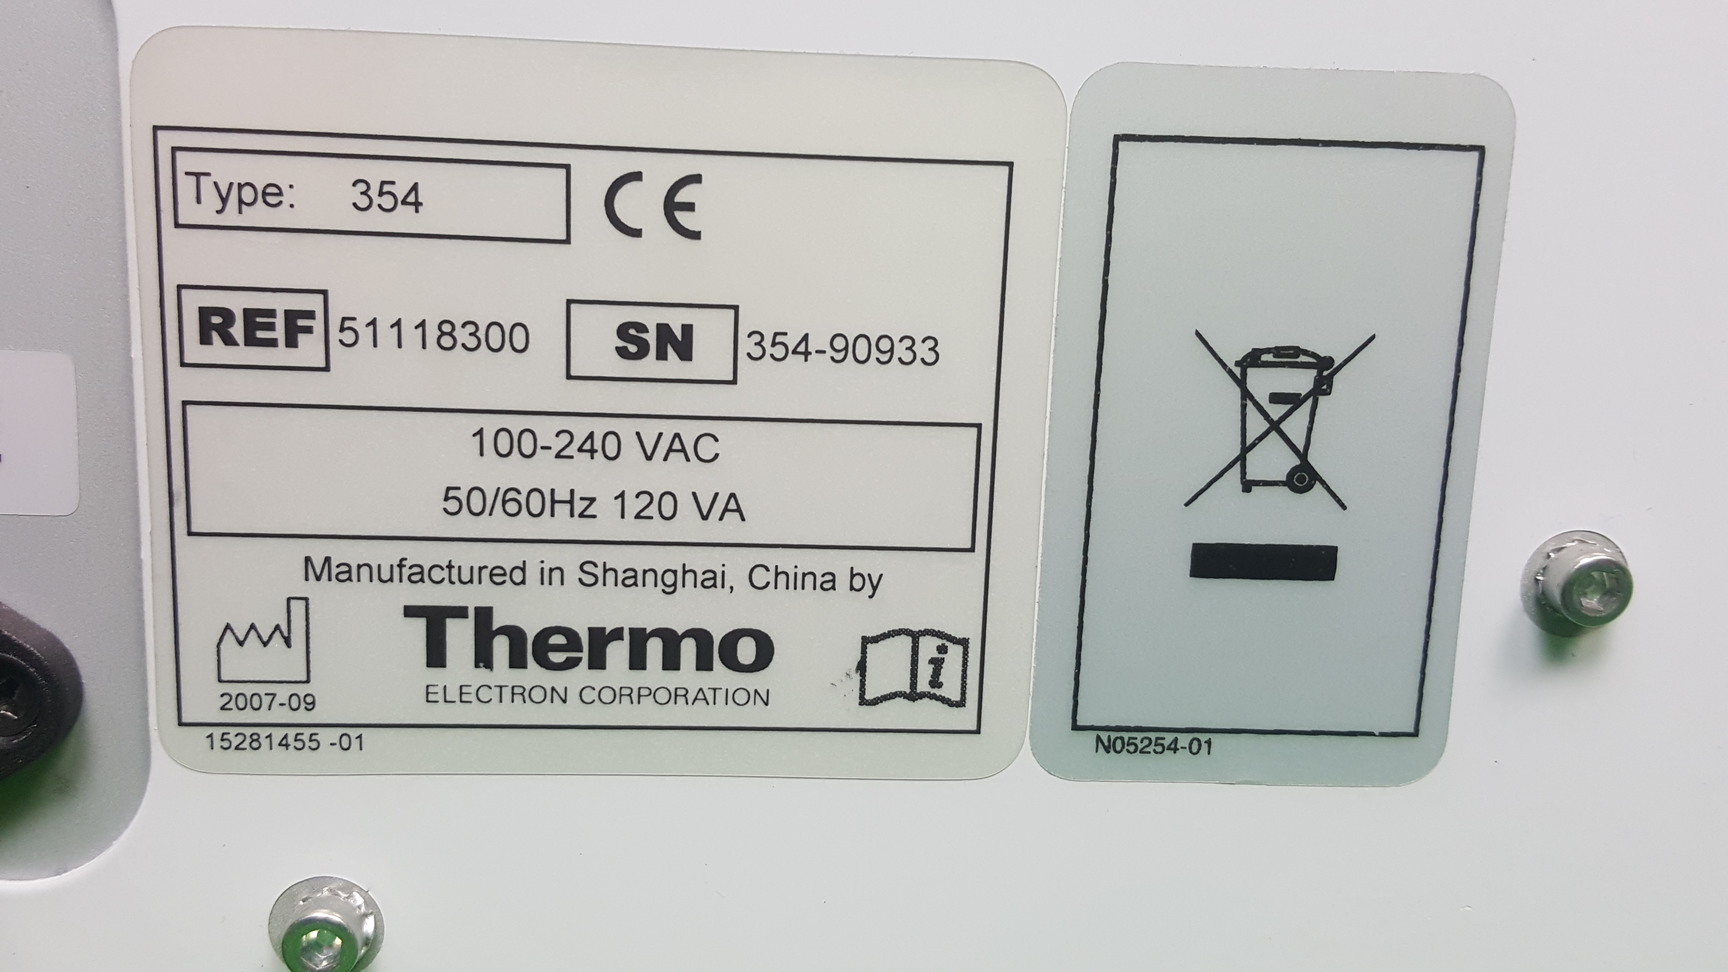 Type: 354
CE
REF 51118300 SN 354-90933
100-240 VAC
50/60Hz 120 VA
Manufactured in Shanghai, China by
Thermo
ELECTRON CORPORATION
i
2007-09
15281455 -01
N05254-01